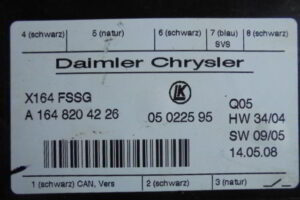 4 (schwarz) 5 (natur) 6 (schwarz) 7 (blau) 8 (schwarz)
SVS
Daimler Chrysler
X164 FSSG LK Q05
A 164 820 42 26 05 0225 95 HW 34/04
SW 09/05
14.05.08
1 (schwarz) CAN, Vers 2 (schwarz) 3 (natur)